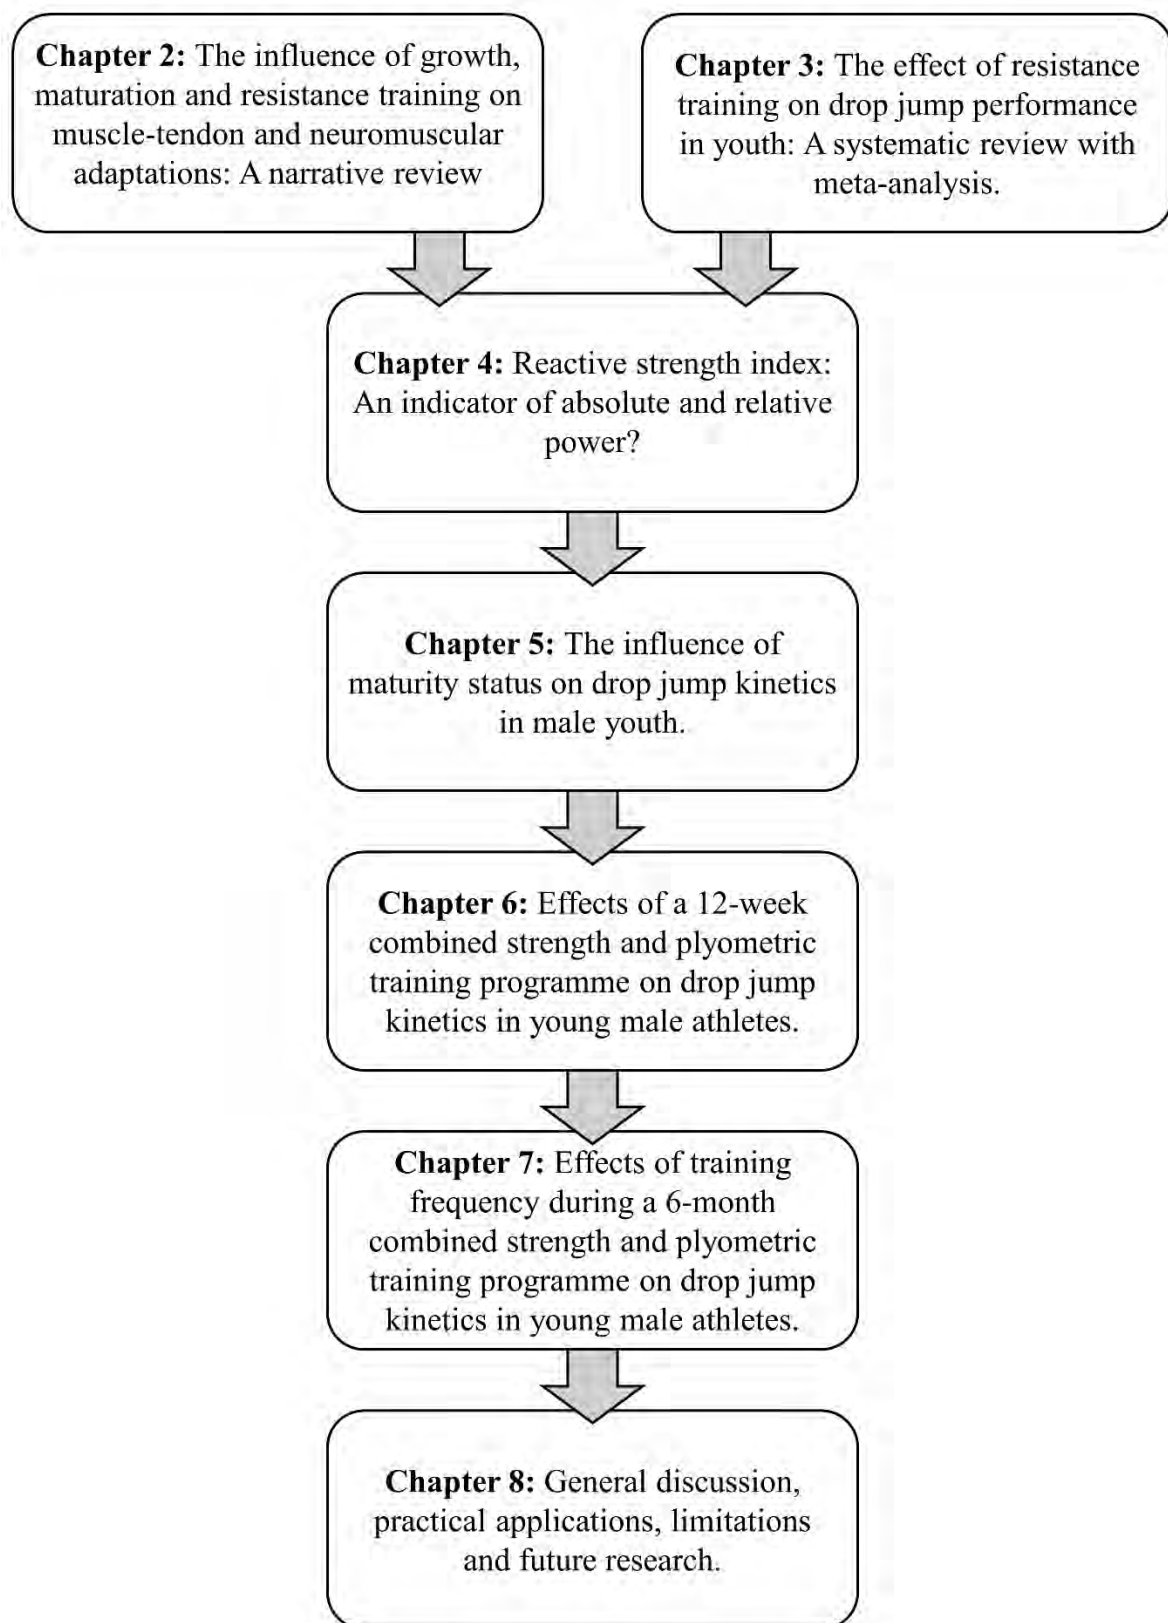 Chapter 2: The influence of growth,
maturation and resistance training on
muscle-tendon and neuromuscular
adaptations: A narrative review
Chapter 3: The effect of resistance
training on drop jump performance
in youth: A systematic review with
meta-analysis.
Chapter 4: Reactive strength index:
An indicator of absolute and relative
power?
Chapter 5: The influence of
maturity status on drop jump kinetics
in male youth.
Chapter 6: Effects of a 12-week
combined strength and plyometric
training programme on drop jump
kinetics in young male athletes.
Chapter 7: Effects of training
frequency during a 6-month
combined strength and plyometric
training programme on drop jump
kinetics in young male athletes.
Chapter 8: General discussion,
practical applications, limitations
and future research.